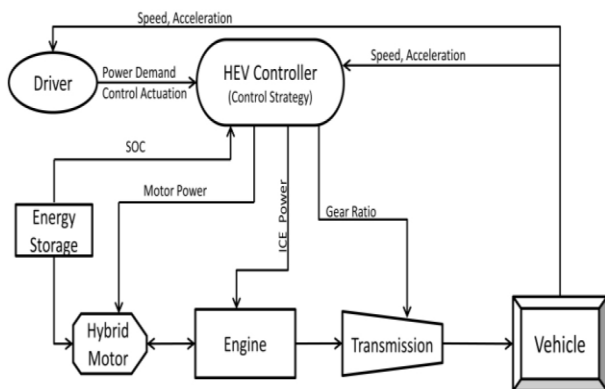 Speed, Acceleration
Driver
Power Demand
Control Actuation
HEV Controller
(Control Strategy)
Speed, Acceleration
SOC
Motor Power
ICE Power
Gear Ratio
Energy
Storage
Hybrid
Motor
Engine
Transmission
Vehicle